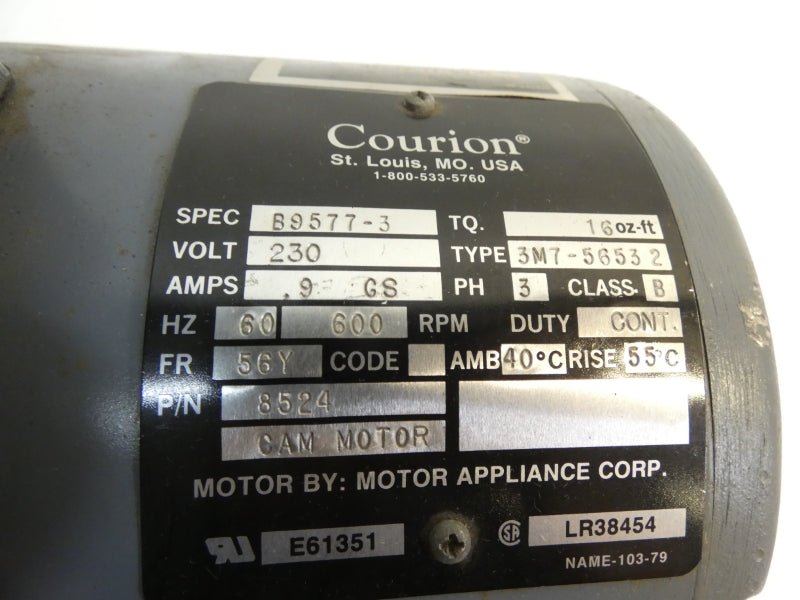 Courion®
St. Louis, MO. USA
1-800-533-5760
SPEC B9577-3 TQ. 16 oz-ft
VOLT 230 TYPE 3M7-56532
AMPS .9 GS PH 3 CLASS- B
HZ 60 600 RPM DUTY CONT.
FR 56Y CODE AMB 40°C RISE 55°C
P/N 8524
CAM MOTOR
MOTOR BY: MOTOR APPLIANCE CORP.
E61351 LR38454
NAME-103-79